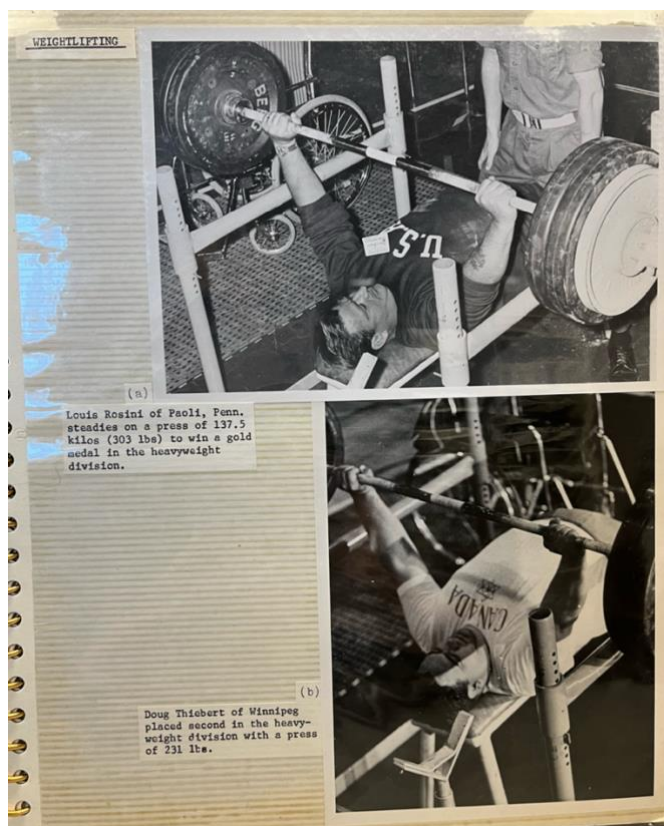 WEIGHTLIFTING
U.S.
(a)
Louis Rosini of Paoli, Penn.
steadies on a press of 137.5
kilos (303 lbs) to win a gold
medal in the heavyweight
division.
CANADA
(b)
Doug Thiebert of Winnipeg
placed second in the heavy-
weight division with a press
of 231 lbs.